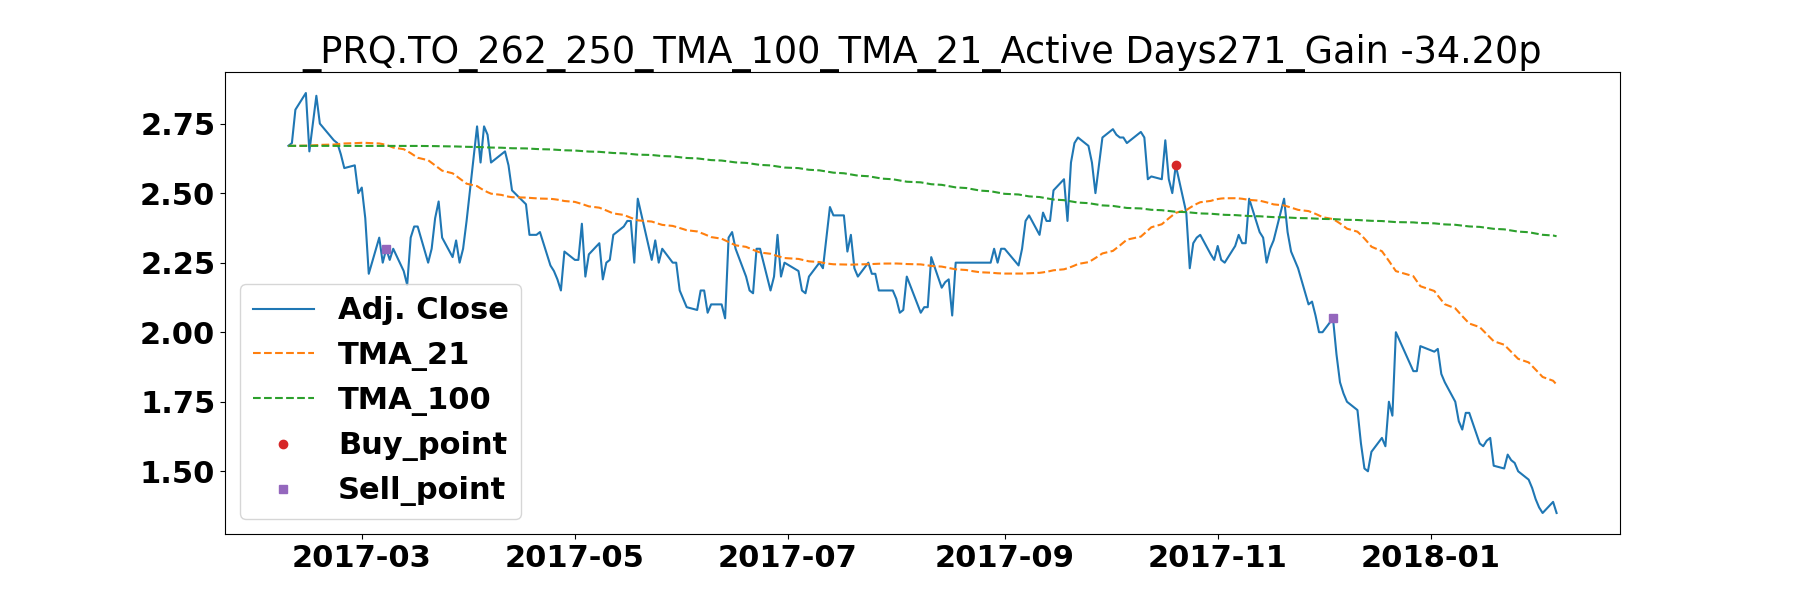 _PRQ.TO_262_250_TMA_100_TMA_21_Active Days271_Gain -34.20p
2.75
2.50
2.25
2.00
1.75
1.50
Adj. Close
TMA_21
TMA_100
Buy_point
Sell_point
2017-03 2017-05 2017-07 2017-09 2017-11 2018-01